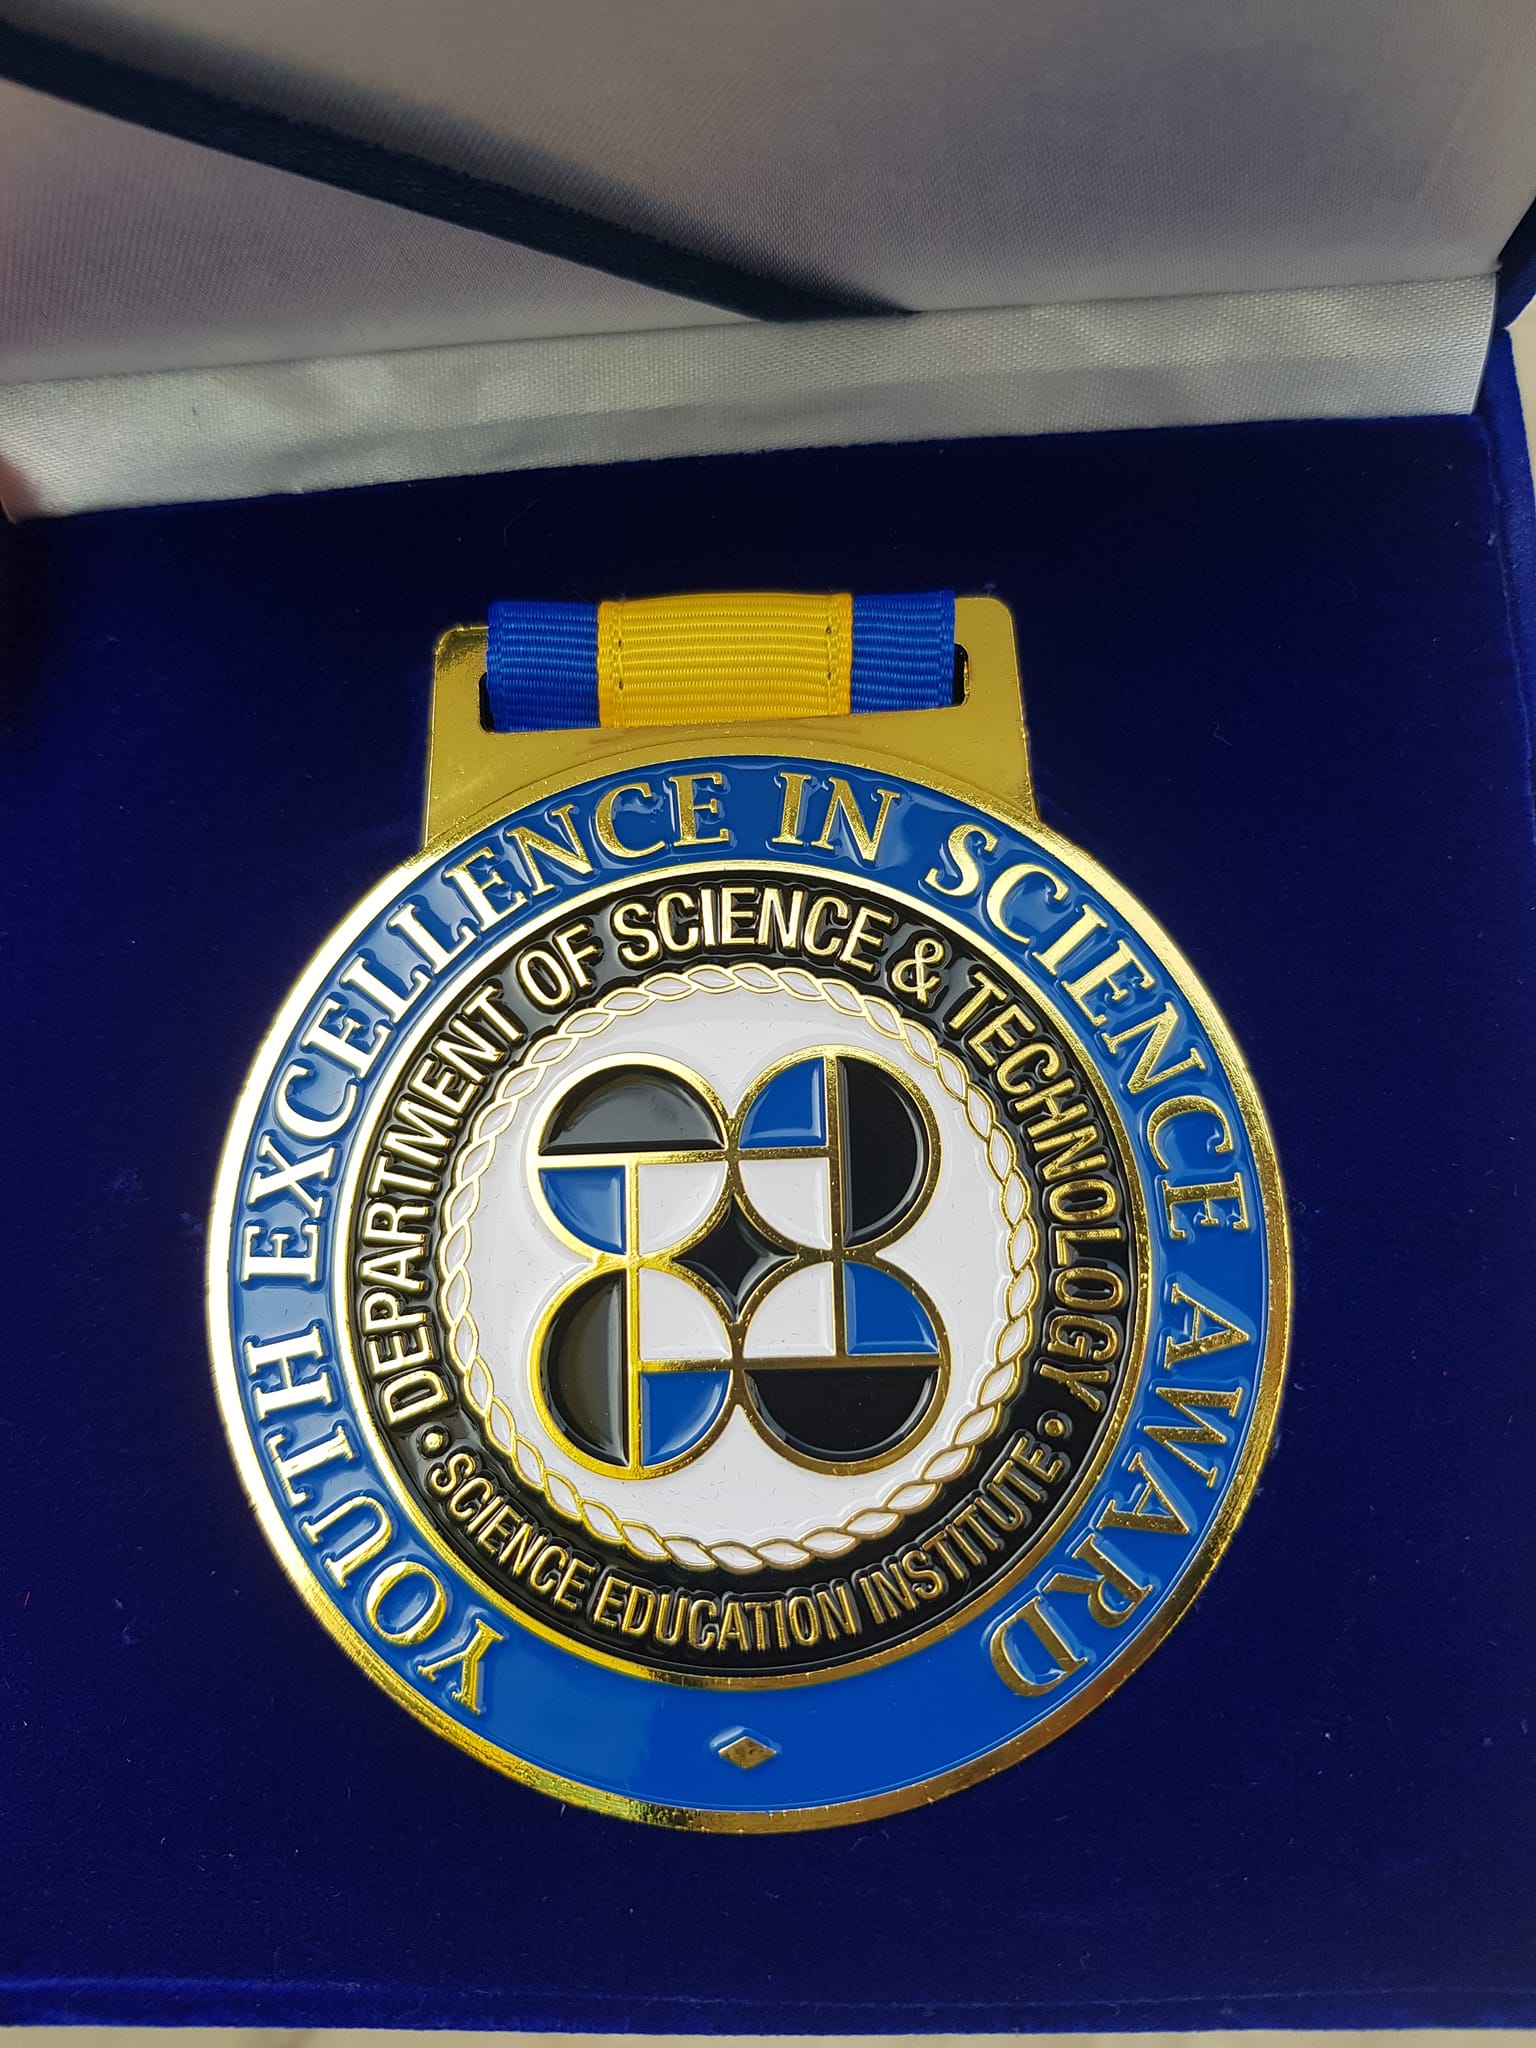 YOUTH EXCELLENCE IN SCIENCE AWARD
DEPARTMENT OF SCIENCE & TECHNOLOGY
• SCIENCE EDUCATION INSTITUTE •